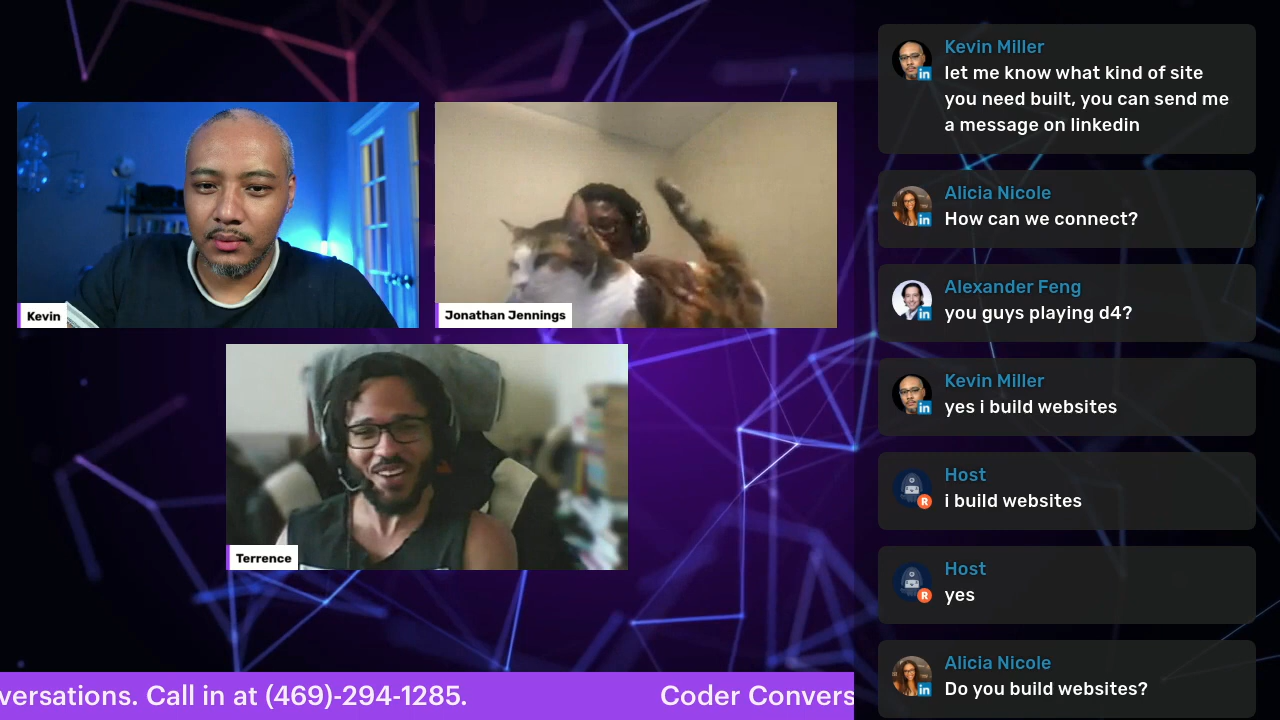 Kevin
Jonathan Jennings
Terrence
versations. Call in at (469)-294-1285.
Coder Convers
Kevin Miller
let me know what kind of site
you need built, you can send me
a message on linkedin
Alicia Nicole
How can we connect?
Alexander Feng
you guys playing d4?
Kevin Miller
yes i build websites
Host
i build websites
Host
yes
Alicia Nicole
Do you build websites?